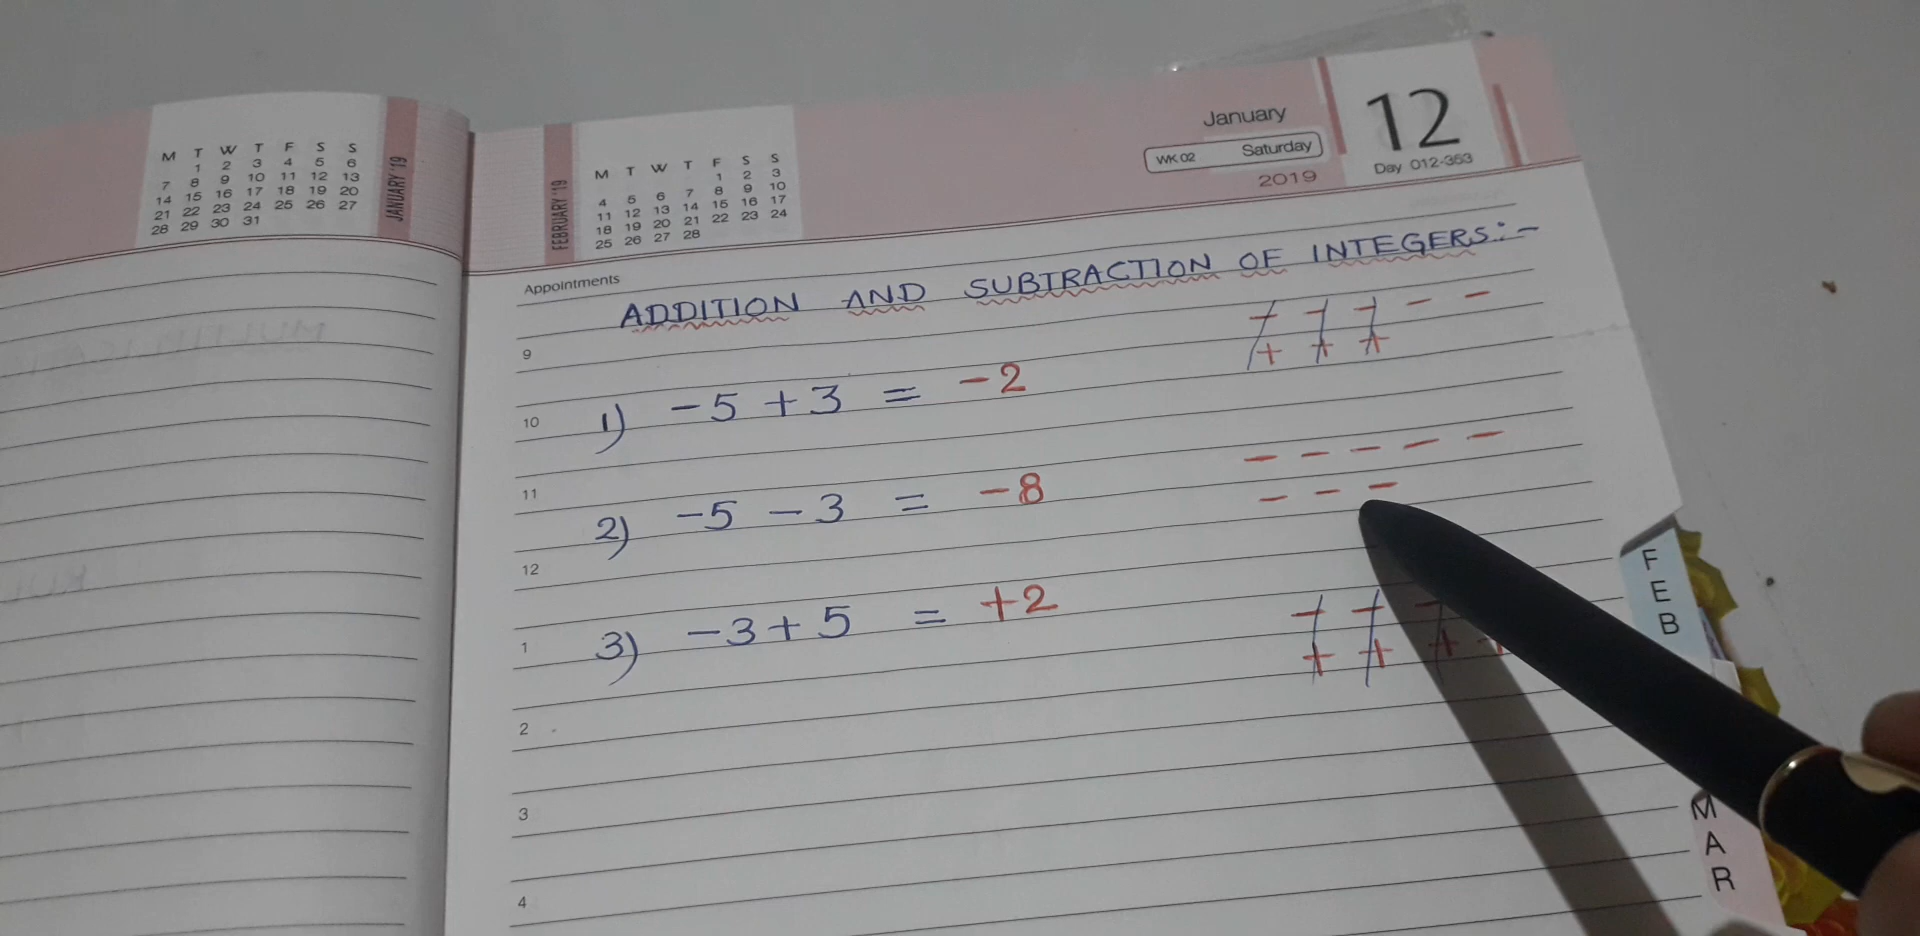 M T W T F S S
1 2 3 4 5 6
7 8 9 10 11 12 13
14 15 16 17 18 19 20
21 22 23 24 25 26 27
28 29 30 31
JANUARY '19
FEBRUARY '19
M T W T F S S
1 2 3
4 5 6 7 8 9 10
11 12 13 14 15 16 17
18 19 20 21 22 23 24
25 26 27 28
January
WK 02 Saturday
2019
12
Day 012-353
Appointments
ADDITION AND SUBTRACTION OF INTEGERS:-
9
- - - - -
+ + +
10
1) -5 + 3 = -2
11
- - - - -
- - -
2) -5 - 3 = -8
12
1
3) -3 + 5 = +2
- - -
+ + + +
2
3
4
FEB
MAR